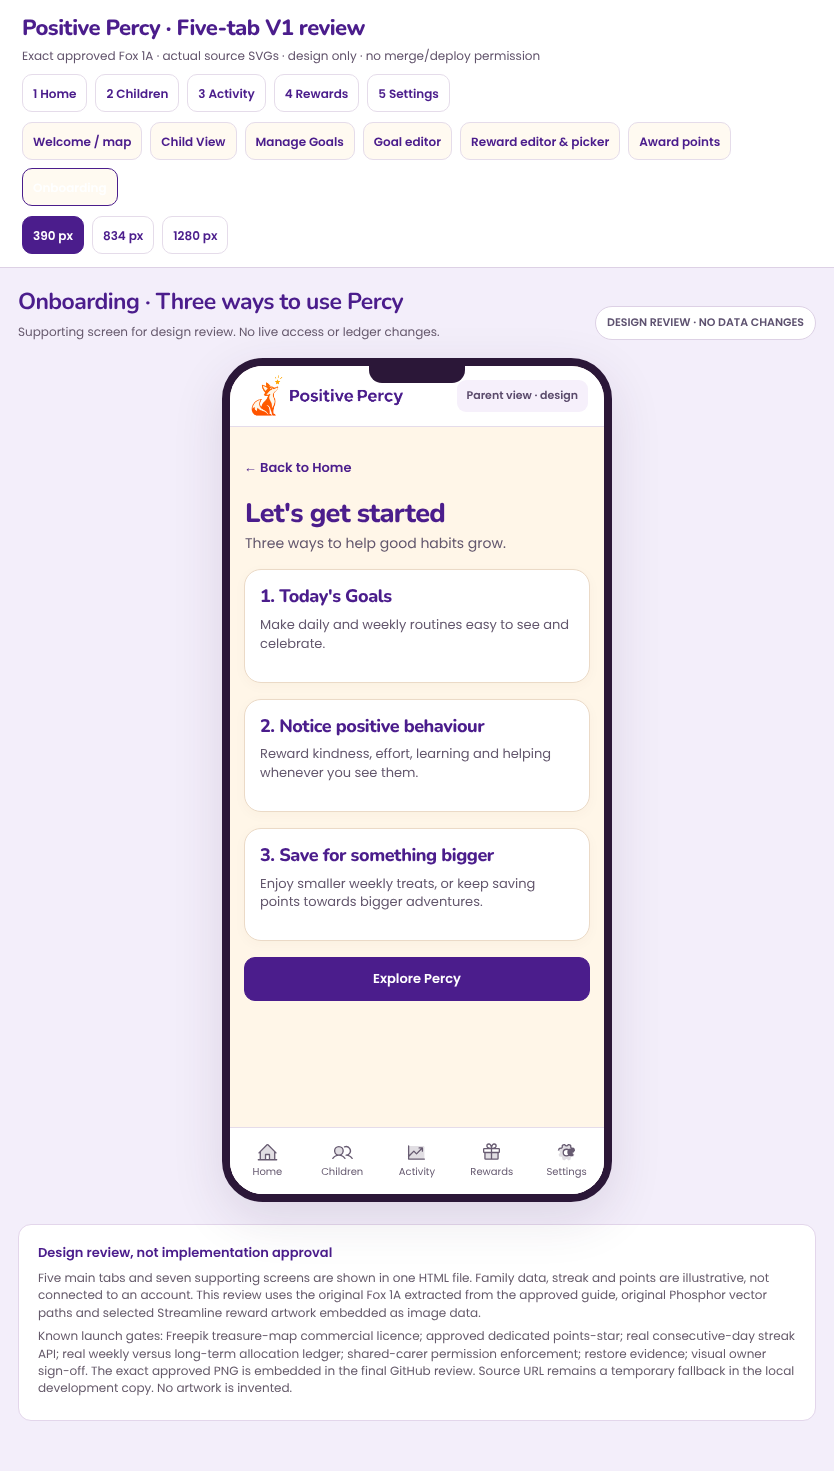 Positive Percy · Five-tab V1 review
Exact approved Fox 1A · actual source SVGs · design only · no merge/deploy permission
1 Home
2 Children
3 Activity
4 Rewards
5 Settings
Welcome / map
Child View
Manage Goals
Goal editor
Reward editor & picker
Award points
Onboarding
390 px
834 px
1280 px
Onboarding · Three ways to use Percy
Supporting screen for design review. No live access or ledger changes.
DESIGN REVIEW · NO DATA CHANGES
Positive Percy
Parent view · design
← Back to Home
Let's get started
Three ways to help good habits grow.
1. Today's Goals
Make daily and weekly routines easy to see and
celebrate.
2. Notice positive behaviour
Reward kindness, effort, learning and helping
whenever you see them.
3. Save for something bigger
Enjoy smaller weekly treats, or keep saving
points towards bigger adventures.
Explore Percy
Home
Children
Activity
Rewards
Settings
Design review, not implementation approval
Five main tabs and seven supporting screens are shown in one HTML file. Family data, streak and points are illustrative, not
connected to an account. This review uses the original Fox 1A extracted from the approved guide, original Phosphor vector
paths and selected Streamline reward artwork embedded as image data.
Known launch gates: Freepik treasure-map commercial licence; approved dedicated points-star; real consecutive-day streak
API; real weekly versus long-term allocation ledger; shared-carer permission enforcement; restore evidence; visual owner
sign-off. The exact approved PNG is embedded in the final GitHub review. Source URL remains a temporary fallback in the local
development copy. No artwork is invented.